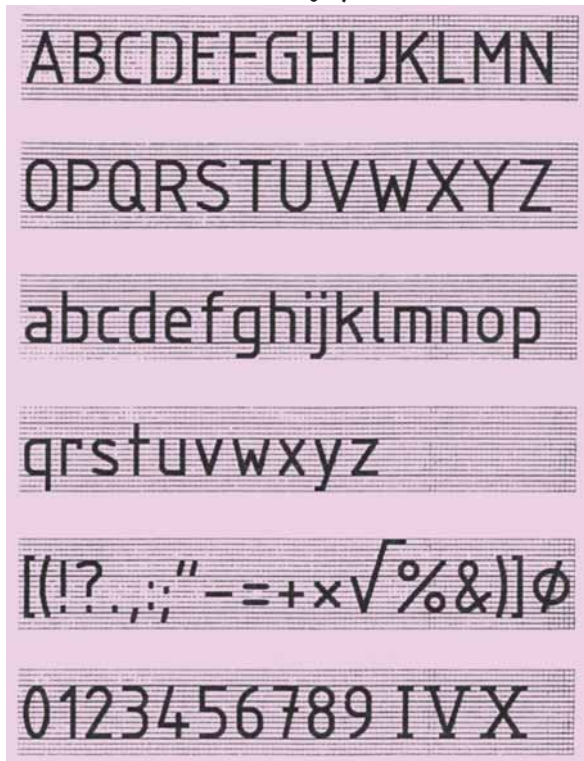 ABCDEFGHIJKLMN
OPQRSTUVWXYZ
abcdefghijklmnop
qrstuvwxyz
[(!?.,:;"-=+×√%&)]Ø
0123456789 IVX